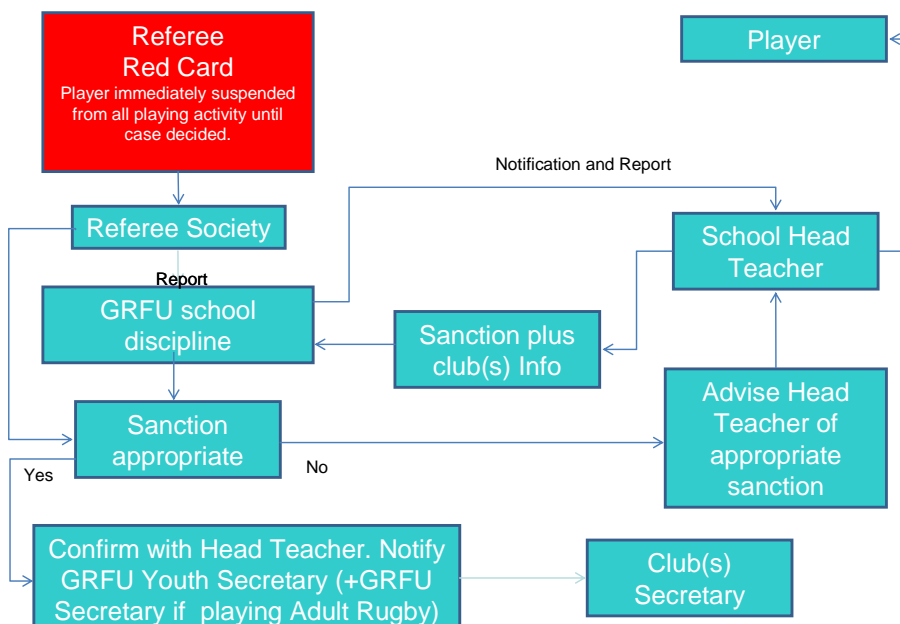 Referee
Red Card
Player immediately suspended
from all playing activity until
case decided.
Player
Notification and Report
Referee Society
School Head
Teacher
Report
GRFU school
discipline
Sanction plus
club(s) Info
Advise Head
Teacher of
appropriate
sanction
Sanction
appropriate
Yes
No
Confirm with Head Teacher. Notify
GRFU Youth Secretary (+GRFU
Secretary if  playing Adult Rugby)
Club(s)
Secretary